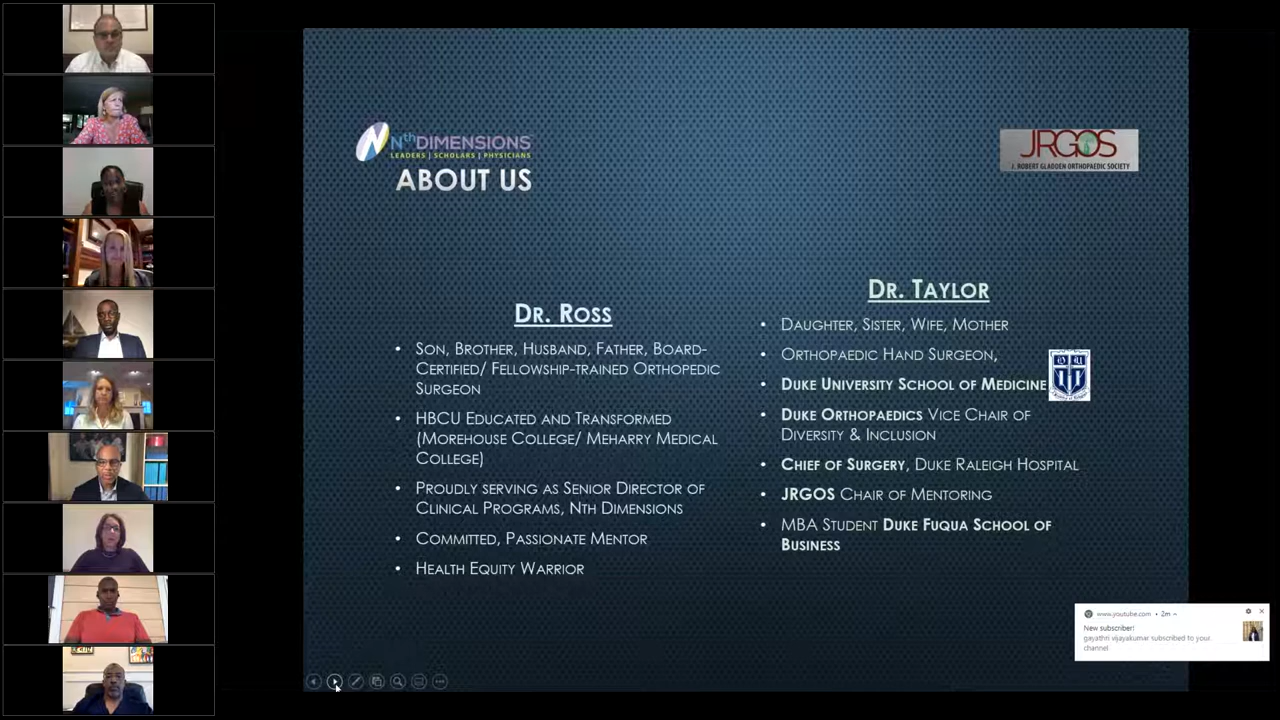 Nth DIMENSIONS
LEADERS | SCHOLARS | PHYSICIANS
ABOUT US
JRGOS
J. ROBERT GLADDEN ORTHOPAEDIC SOCIETY
DR. ROSS
• SON, BROTHER, HUSBAND, FATHER, BOARD-
CERTIFIED/ FELLOWSHIP-TRAINED ORTHOPEDIC
SURGEON
• HBCU EDUCATED AND TRANSFORMED
(MOREHOUSE COLLEGE/ MEHARRY MEDICAL
COLLEGE)
• PROUDLY SERVING AS SENIOR DIRECTOR OF
CLINICAL PROGRAMS, NTH DIMENSIONS
• COMMITTED, PASSIONATE MENTOR
• HEALTH EQUITY WARRIOR
DR. TAYLOR
• DAUGHTER, SISTER, WIFE, MOTHER
• ORTHOPAEDIC HAND SURGEON,
• DUKE UNIVERSITY SCHOOL OF MEDICINE
• DUKE ORTHOPAEDICS VICE CHAIR OF
DIVERSITY & INCLUSION
• CHIEF OF SURGERY, DUKE RALEIGH HOSPITAL
• JRGOS CHAIR OF MENTORING
• MBA STUDENT DUKE FUQUA SCHOOL OF
BUSINESS
www.youtube.com • 2m
New subscriber!
gayathri vijayakumar subscribed to your
channel